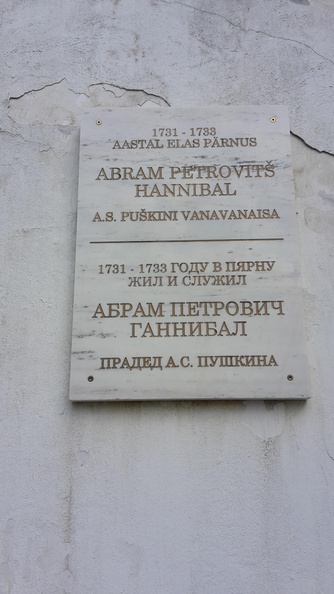 1731 - 1733
AASTAL ELAS PÄRNUS
ABRAM PETROVITŠ
HANNIBAL
A.S. PUŠKINI VANAVANAISA
1731 - 1733 ГОДУ В ПЯРНУ
ЖИЛ И СЛУЖИЛ
АБРАМ ПЕТРОВИЧ
ГАННИБАЛ
ПРАДЕД А.С. ПУШКИНА